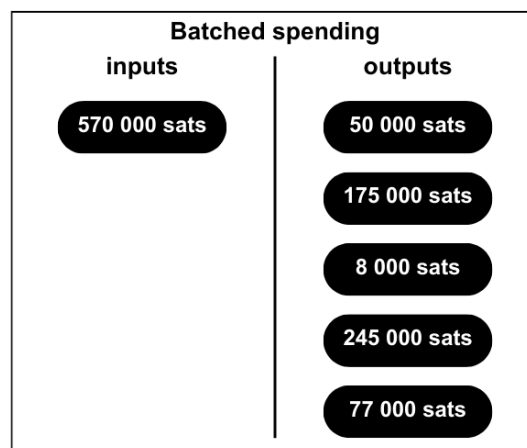 Batched spending
inputs
outputs
570 000 sats
50 000 sats
175 000 sats
8 000 sats
245 000 sats
77 000 sats